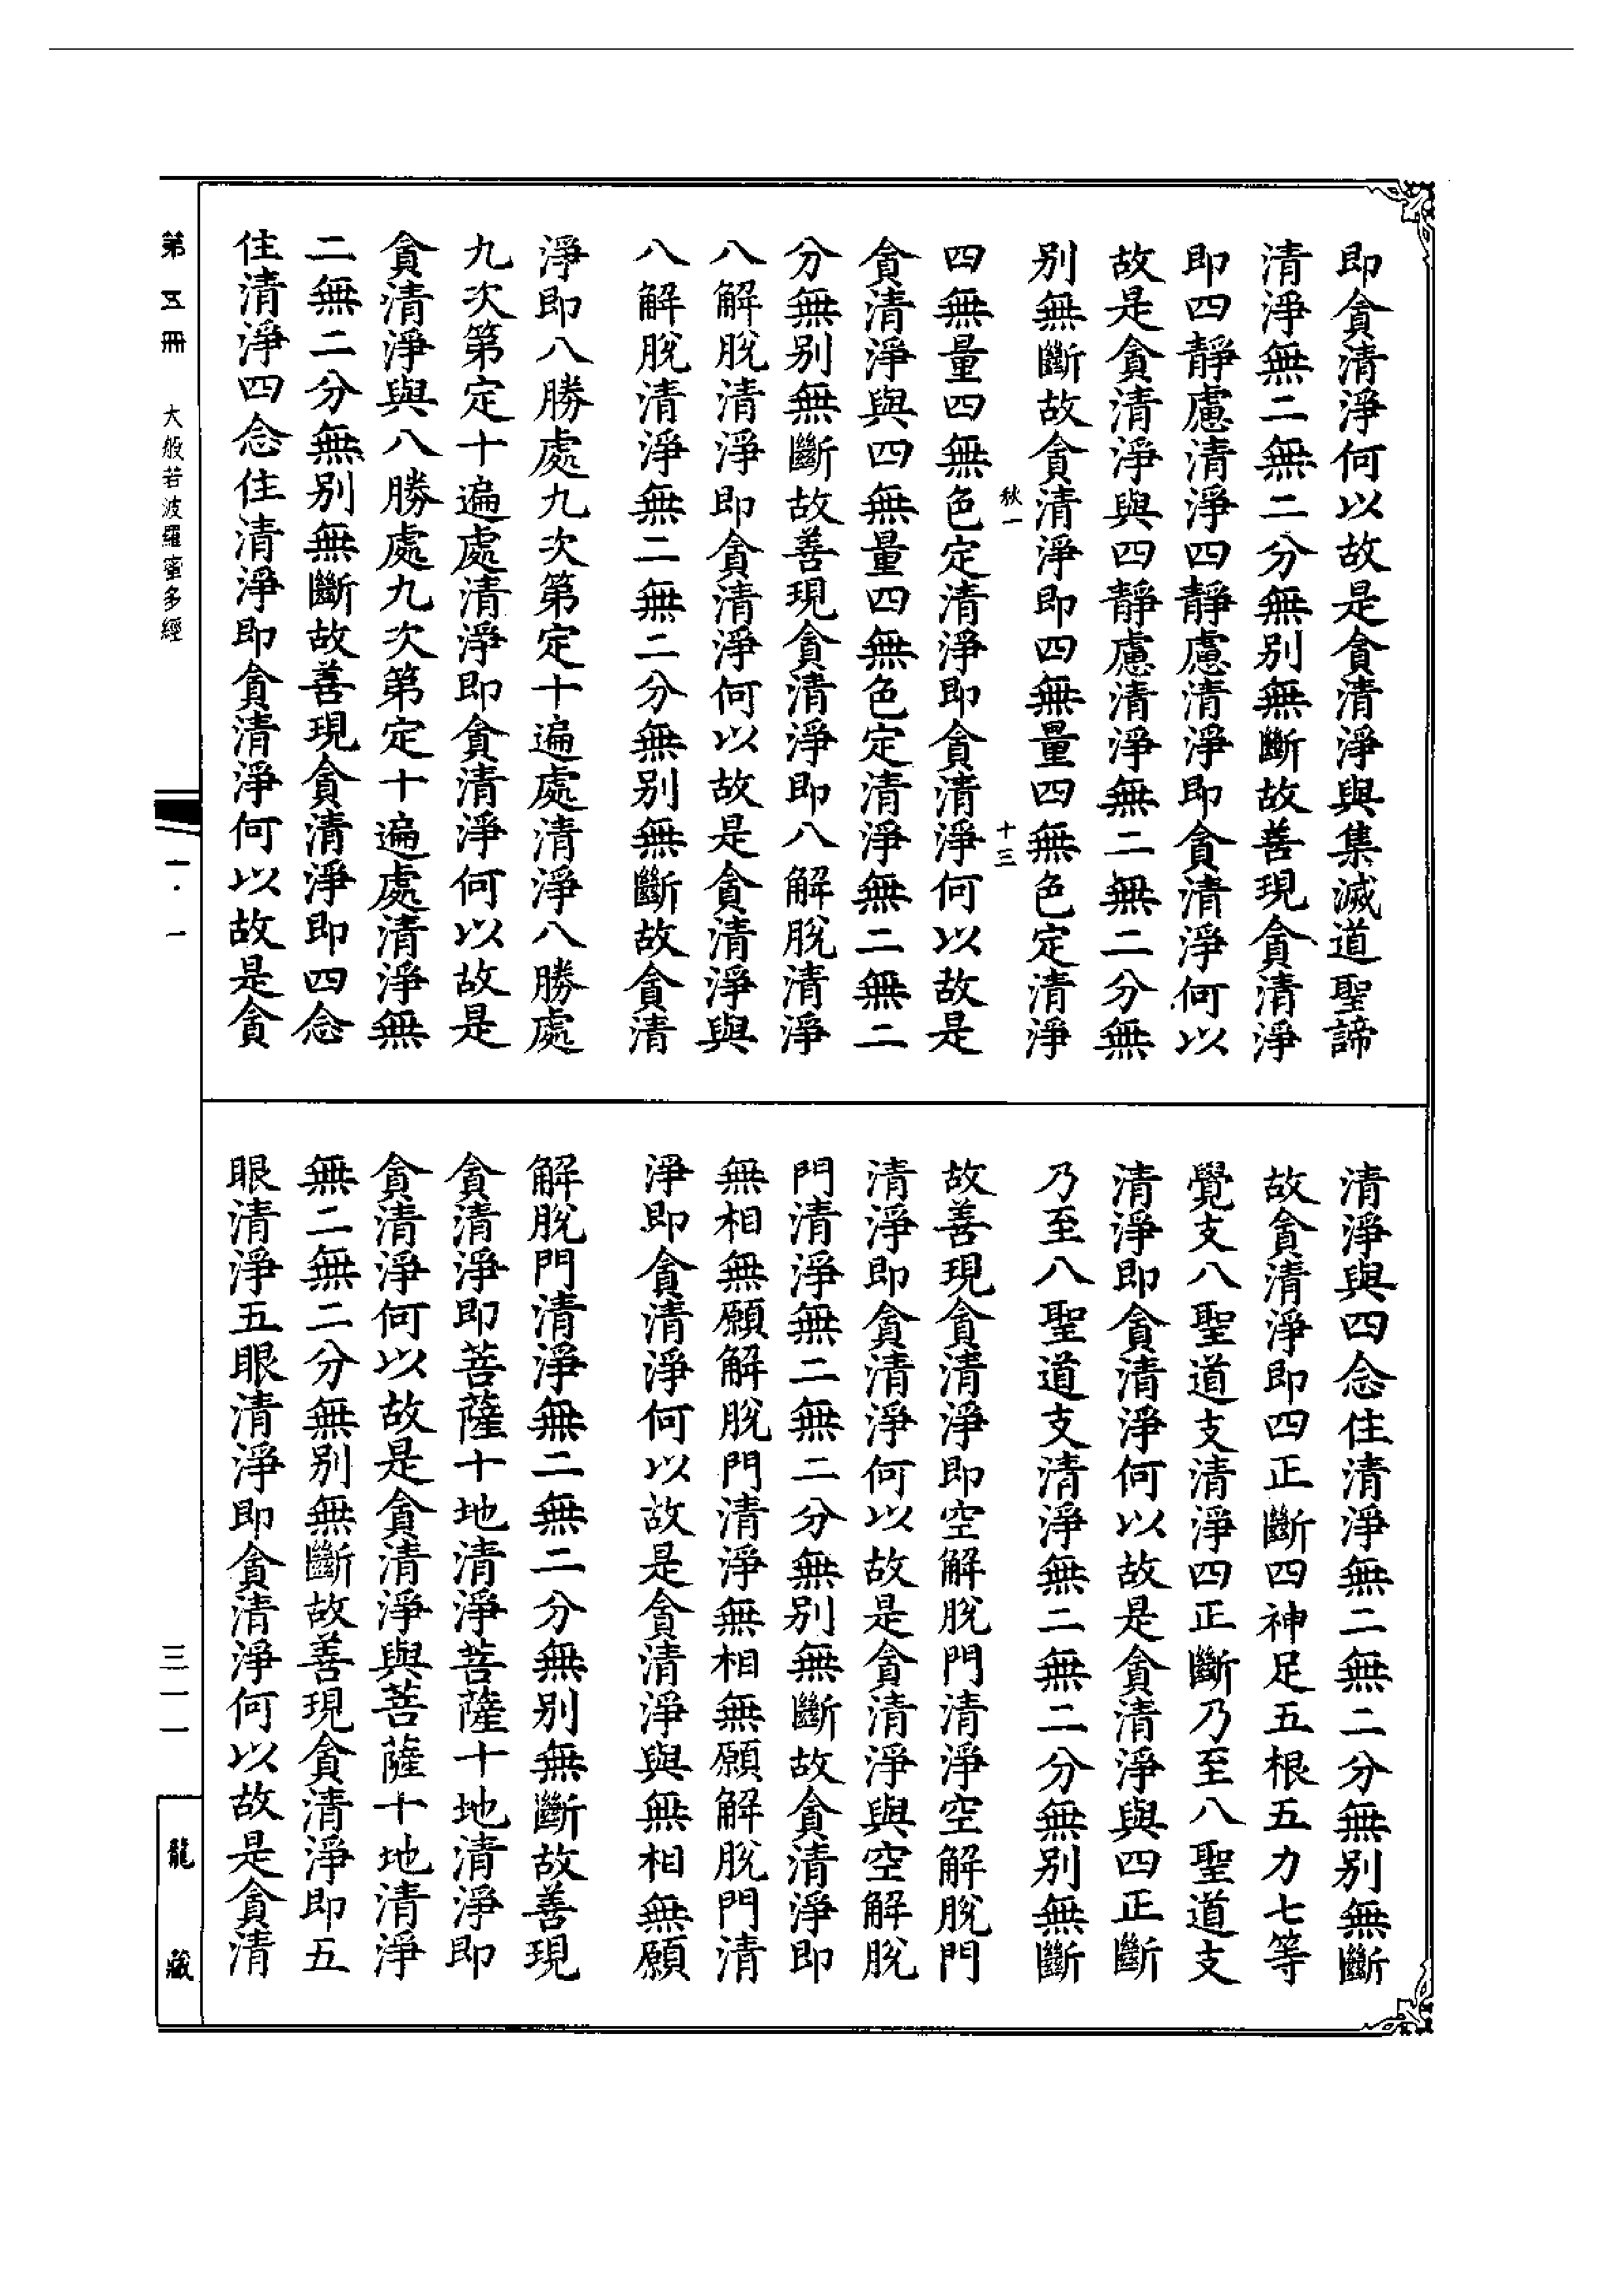 即貪清淨何以故是貪清淨與集滅道聖諦
清淨無二無二分無別無斷故善現貪清淨
即四靜慮清淨四靜慮清淨即貪清淨何以
故是貪清淨與四靜慮清淨無二無二分無
別無斷故貪清淨即四無量四無色定清淨
秋一 十三
四無量四無色定清淨即貪清淨何以故是
貪清淨與四無量四無色定清淨無二無二
分無別無斷故善現貪清淨即八解脫清淨
八解脫清淨即貪清淨何以故是貪清淨與
八解脫清淨無二無二分無別無斷故貪清
淨即八勝處九次第定十遍處清淨八勝處
九次第定十遍處清淨即貪清淨何以故是
貪清淨與八勝處九次第定十遍處清淨無
二無二分無別無斷故善現貪清淨即四念
住清淨四念住清淨即貪清淨何以故是貪
清淨與四念住清淨無二無二分無別無斷
故貪清淨即四正斷四神足五根五力七等
覺支八聖道支清淨四正斷乃至八聖道支
清淨即貪清淨何以故是貪清淨與四正斷
乃至八聖道支清淨無二無二分無別無斷
故善現貪清淨即空解脫門清淨空解脫門
清淨即貪清淨何以故是貪清淨與空解脫
門清淨無二無二分無別無斷故貪清淨即
無相無願解脫門清淨無相無願解脫門清
淨即貪清淨何以故是貪清淨與無相無願
解脫門清淨無二無二分無別無斷故善現
貪清淨即菩薩十地清淨菩薩十地清淨即
貪清淨何以故是貪清淨與菩薩十地清淨
無二無二分無別無斷故善現貪清淨即五
眼清淨五眼清淨即貪清淨何以故是貪清
第五冊 大般若波羅蜜多經 一·一 三一一 龍藏